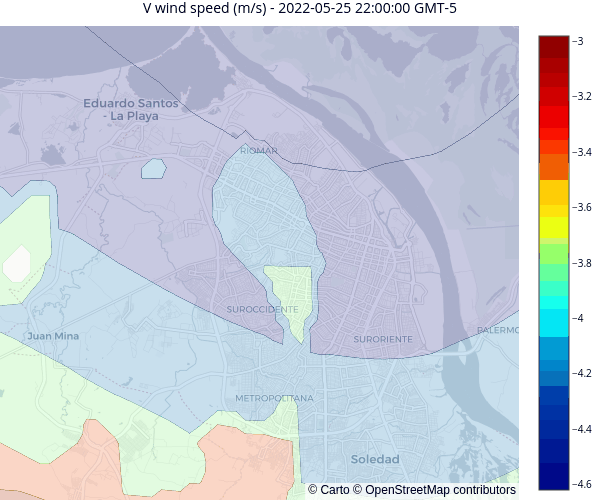 V wind speed (m/s) - 2022-05-25 22:00:00 GMT-5
−3
−3.2
−3.4
−3.6
−3.8
−4
−4.2
−4.4
−4.6
Eduardo Santos
- La Playa
RIOMAR
SUROCCIDENTE
Juan Mina
SURORIENTE
PALERMO
METROPOLITANA
Soledad
© Carto © OpenStreetMap contributors